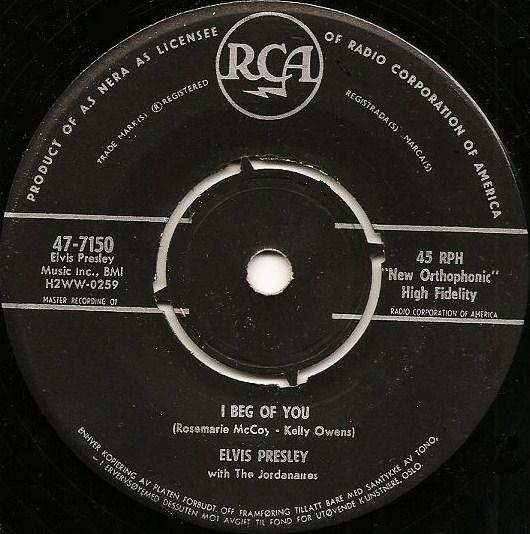 PRODUCT OF A.S NERA AS LICENSEE OF RADIO CORPORATION OF AMERICA
RCA
TRADE MARK(S) ® REGISTERED
REGISTRADA(S) MARCA(S)
47-7150
Elvis Presley
Music Inc., BMI
H2WW-0259
MASTER RECORDING OF
45 RPH
"New Orthophonic"
High Fidelity
RADIO CORPORATION OF AMERICA
I BEG OF YOU
(Rosemarie McCoy - Kelly Owens)
ELVIS PRESLEY
with The Jordanaues
ENHVER KOPIERING AV PLATEN FORBUDT. OFF FRAMFØRING TILLATT BARE MED SAMTYKKE AV TONO,
I ERVERVSØYEMED DESSUTEN MOT AVGIFT TIL FOND FOR UTØVENDE KUNSTNERE, OSLO.